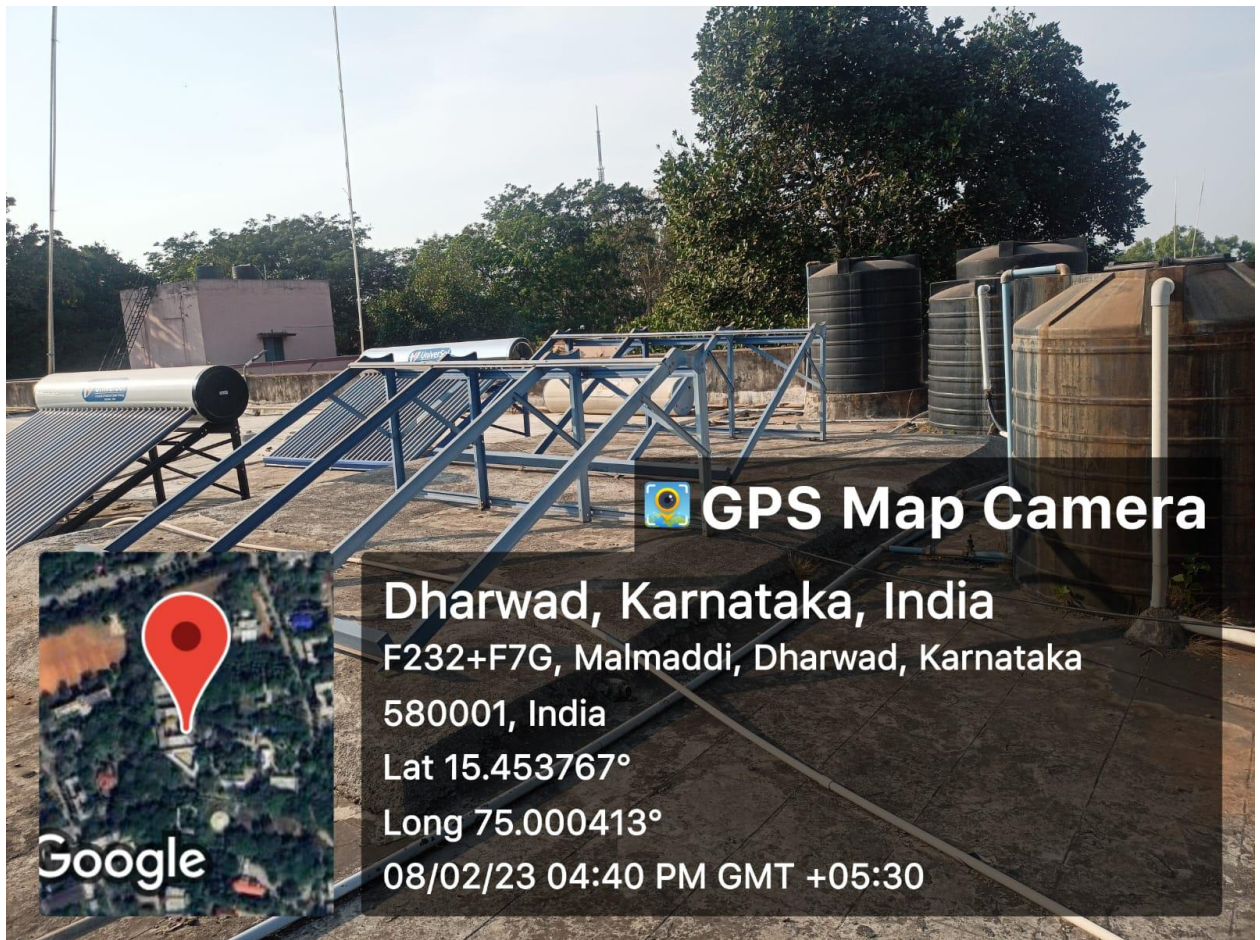 GPS Map Camera
Dharwad, Karnataka, India
F232+F7G, Malmaddi, Dharwad, Karnataka
580001, India
Lat 15.453767°
Long 75.000413°
08/02/23 04:40 PM GMT +05:30
Google